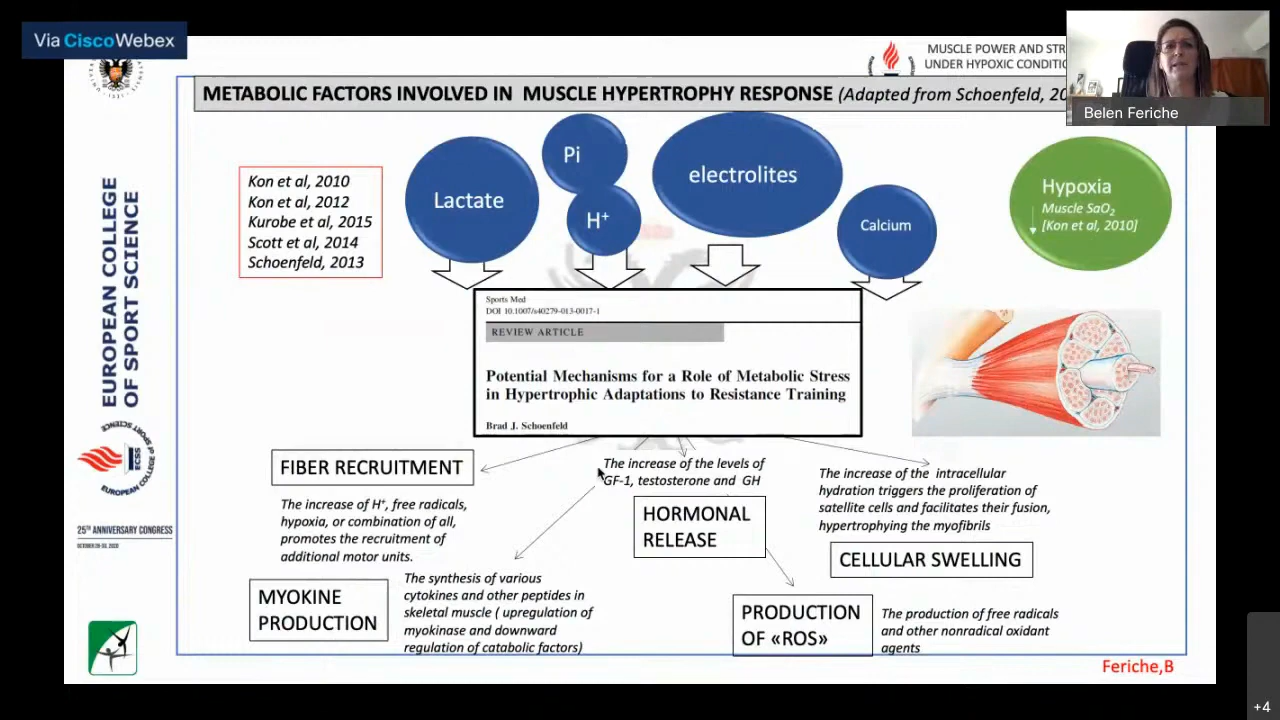 Via CiscoWebex
MUSCLE POWER AND
UNDER HYPOXIC
Belen Feriche
METABOLIC FACTORS INVOLVED IN MUSCLE HYPERTROPHY RESPONSE (Adapted from Schoenfeld,
Kon et al, 2010
Kon et al, 2012
Kurobe et al, 2015
Scott et al, 2014
Schoenfeld, 2013
Lactate
Pi
H⁺
electrolites
Calcium
Hypoxia
Muscle SaO₂
[Kon et al, 2010]
EUROPEAN COLLEGE
OF SPORT SCIENCE
Sports Med
DOI 10.1007/s40279-013-0017-1
REVIEW ARTICLE
Potential Mechanisms for a Role of Metabolic Stress
in Hypertrophic Adaptations to Resistance Training
Brad J. Schoenfeld
EUROPEAN COLLEGE OF SPORT SCIENCE
ECSS
25TH ANNIVERSARY CONGRESS
FIBER RECRUITMENT
The increase of H⁺, free radicals,
hypoxia, or combination of all,
promotes the recruitment of
additional motor units.
The increase of the levels of
GF-1, testosterone and GH
HORMONAL
RELEASE
The increase of the intracellular
hydration triggers the proliferation of
satellite cells and facilitates their fusion,
hypertrophying the myofibrils
CELLULAR SWELLING
MYOKINE
PRODUCTION
The synthesis of various
cytokines and other peptides in
skeletal muscle ( upregulation of
myokinase and downward
regulation of catabolic factors)
PRODUCTION
OF «ROS»
The production of free radicals
and other nonradical oxidant
agents
Feriche,B
+4